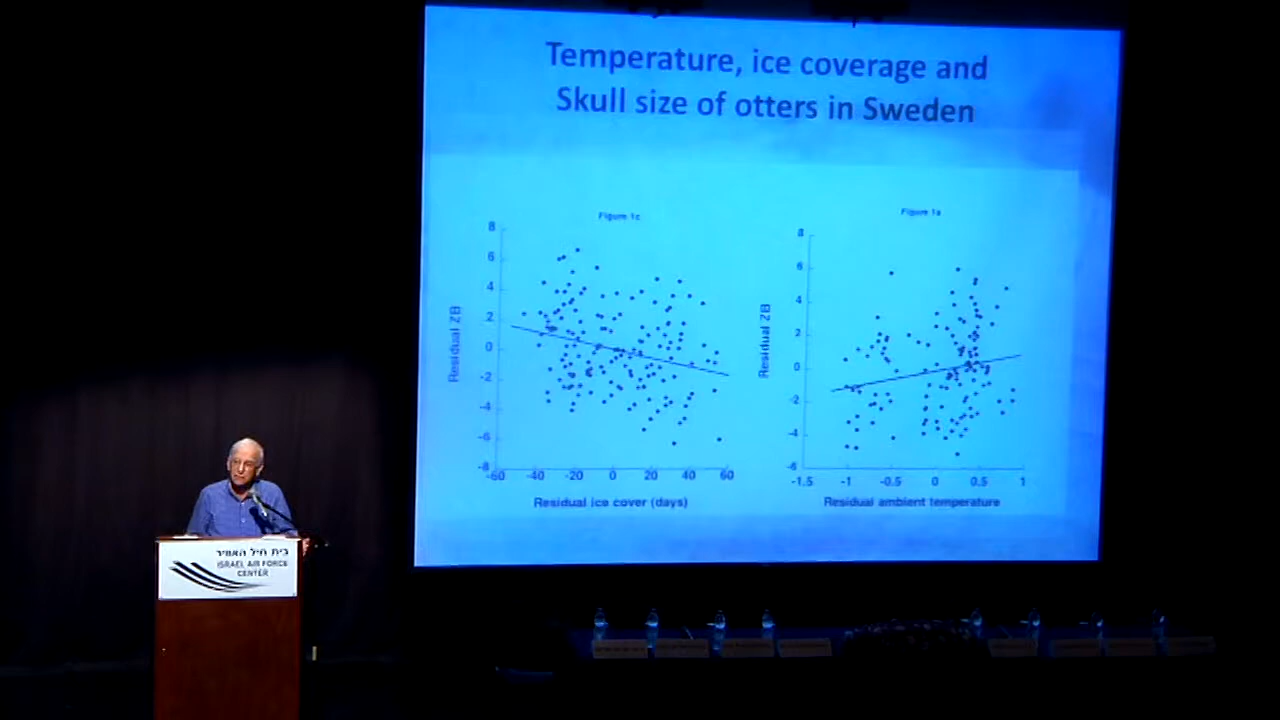 Temperature, ice coverage and
Skull size of otters in Sweden
Figure 1c
8
6
4
2
0
-2
-4
-6
-8
Residual ZB
-60 -40 -20 0 20 40 60
Residual ice cover (days)
Figure 1a
8
6
4
2
0
-2
-4
-6
Residual ZB
-1.5 -1 -0.5 0 0.5 1
Residual ambient temperature
בית חיל האוויר
ISRAEL AIR FORCE
CENTER